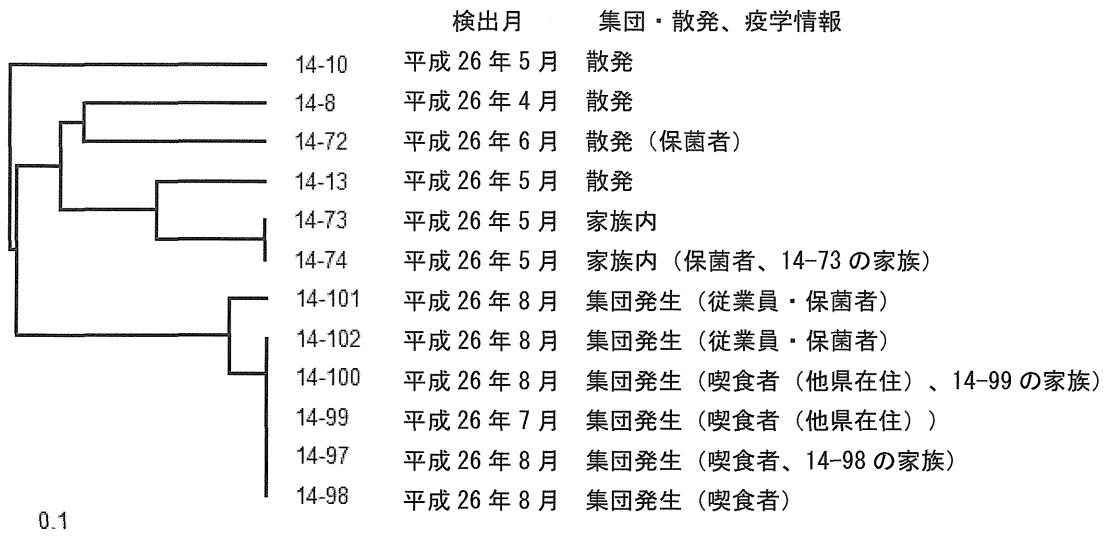 検出月 集団・散発、疫学情報
14-10 平成 26 年 5 月 散発
14-8 平成 26 年 4 月 散発
14-72 平成 26 年 6 月 散発（保菌者）
14-13 平成 26 年 5 月 散発
14-73 平成 26 年 5 月 家族内
14-74 平成 26 年 5 月 家族内（保菌者、14-73 の家族）
14-101 平成 26 年 8 月 集団発生（従業員・保菌者）
14-102 平成 26 年 8 月 集団発生（従業員・保菌者）
14-100 平成 26 年 8 月 集団発生（喫食者（他県在住）、14-99 の家族）
14-99 平成 26 年 7 月 集団発生（喫食者（他県在住））
14-97 平成 26 年 8 月 集団発生（喫食者、14-98 の家族）
14-98 平成 26 年 8 月 集団発生（喫食者）
0.1